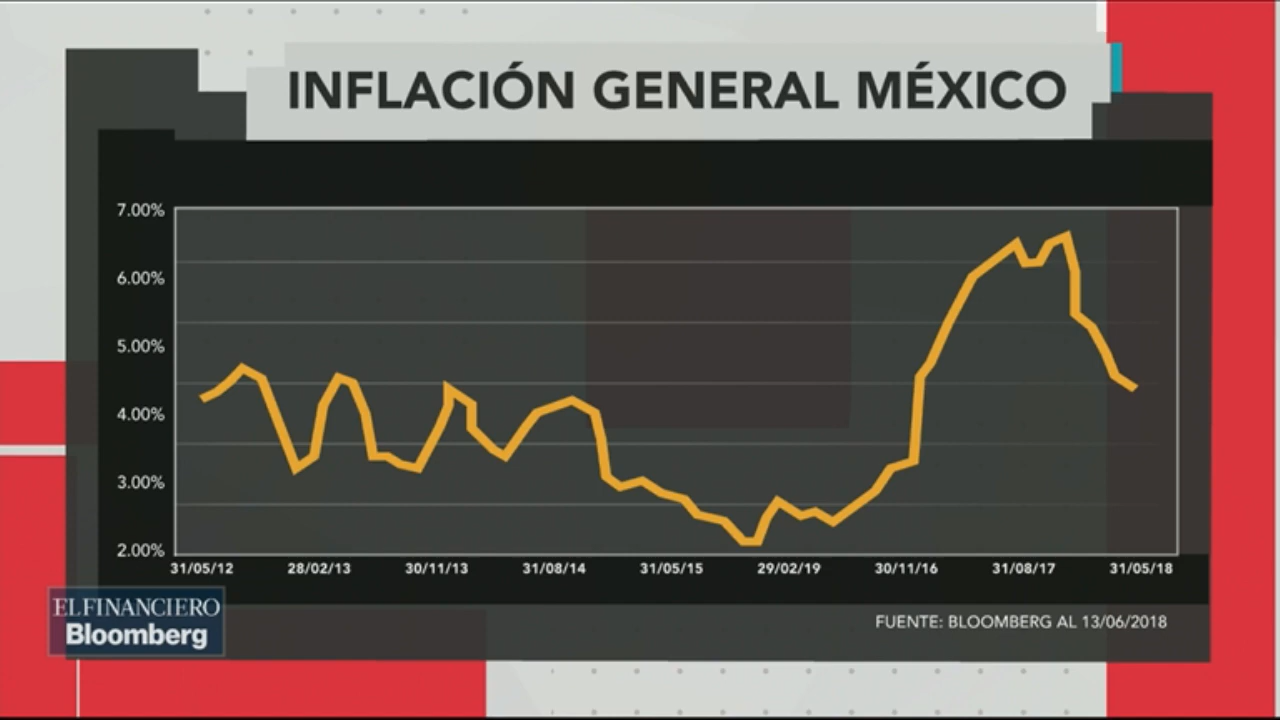 INFLACIÓN GENERAL MÉXICO
7.00%
6.00%
5.00%
4.00%
3.00%
2.00%
31/05/12 28/02/13 30/11/13 31/08/14 31/05/15 29/02/19 30/11/16 31/08/17 31/05/18
EL FINANCIERO
Bloomberg
FUENTE: BLOOMBERG AL 13/06/2018